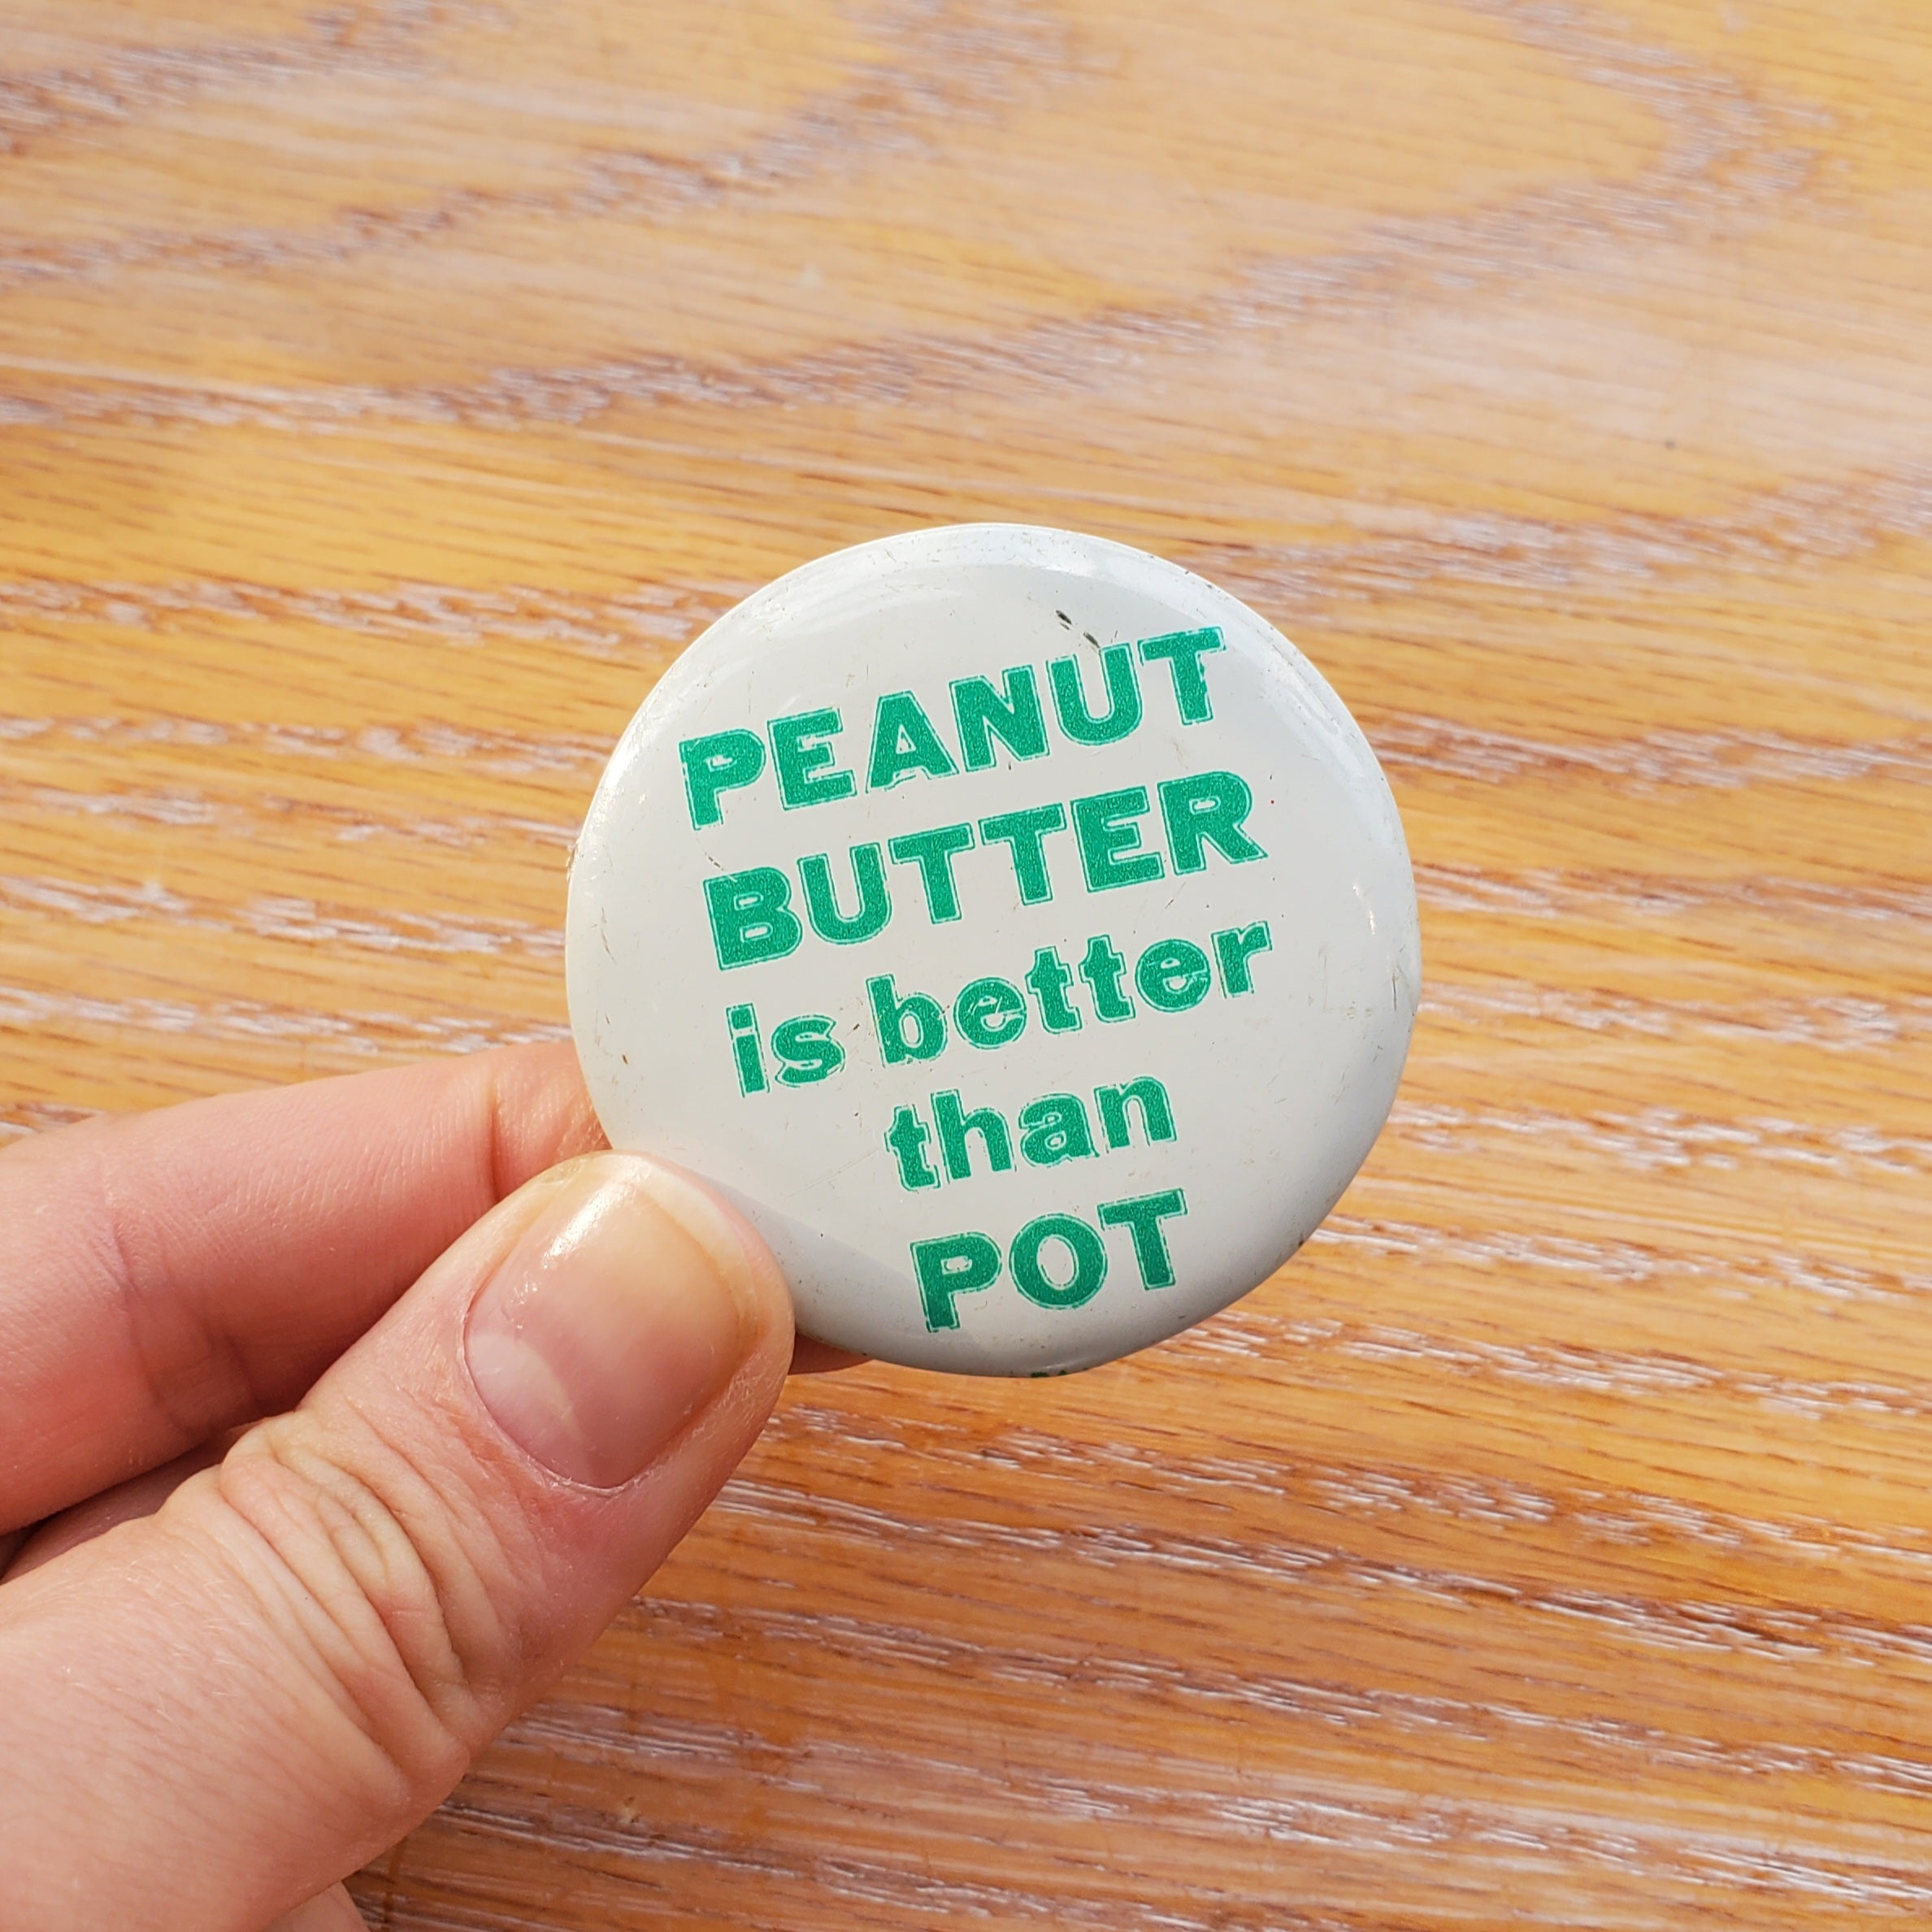 PEANUT
BUTTER
is better
than
POT